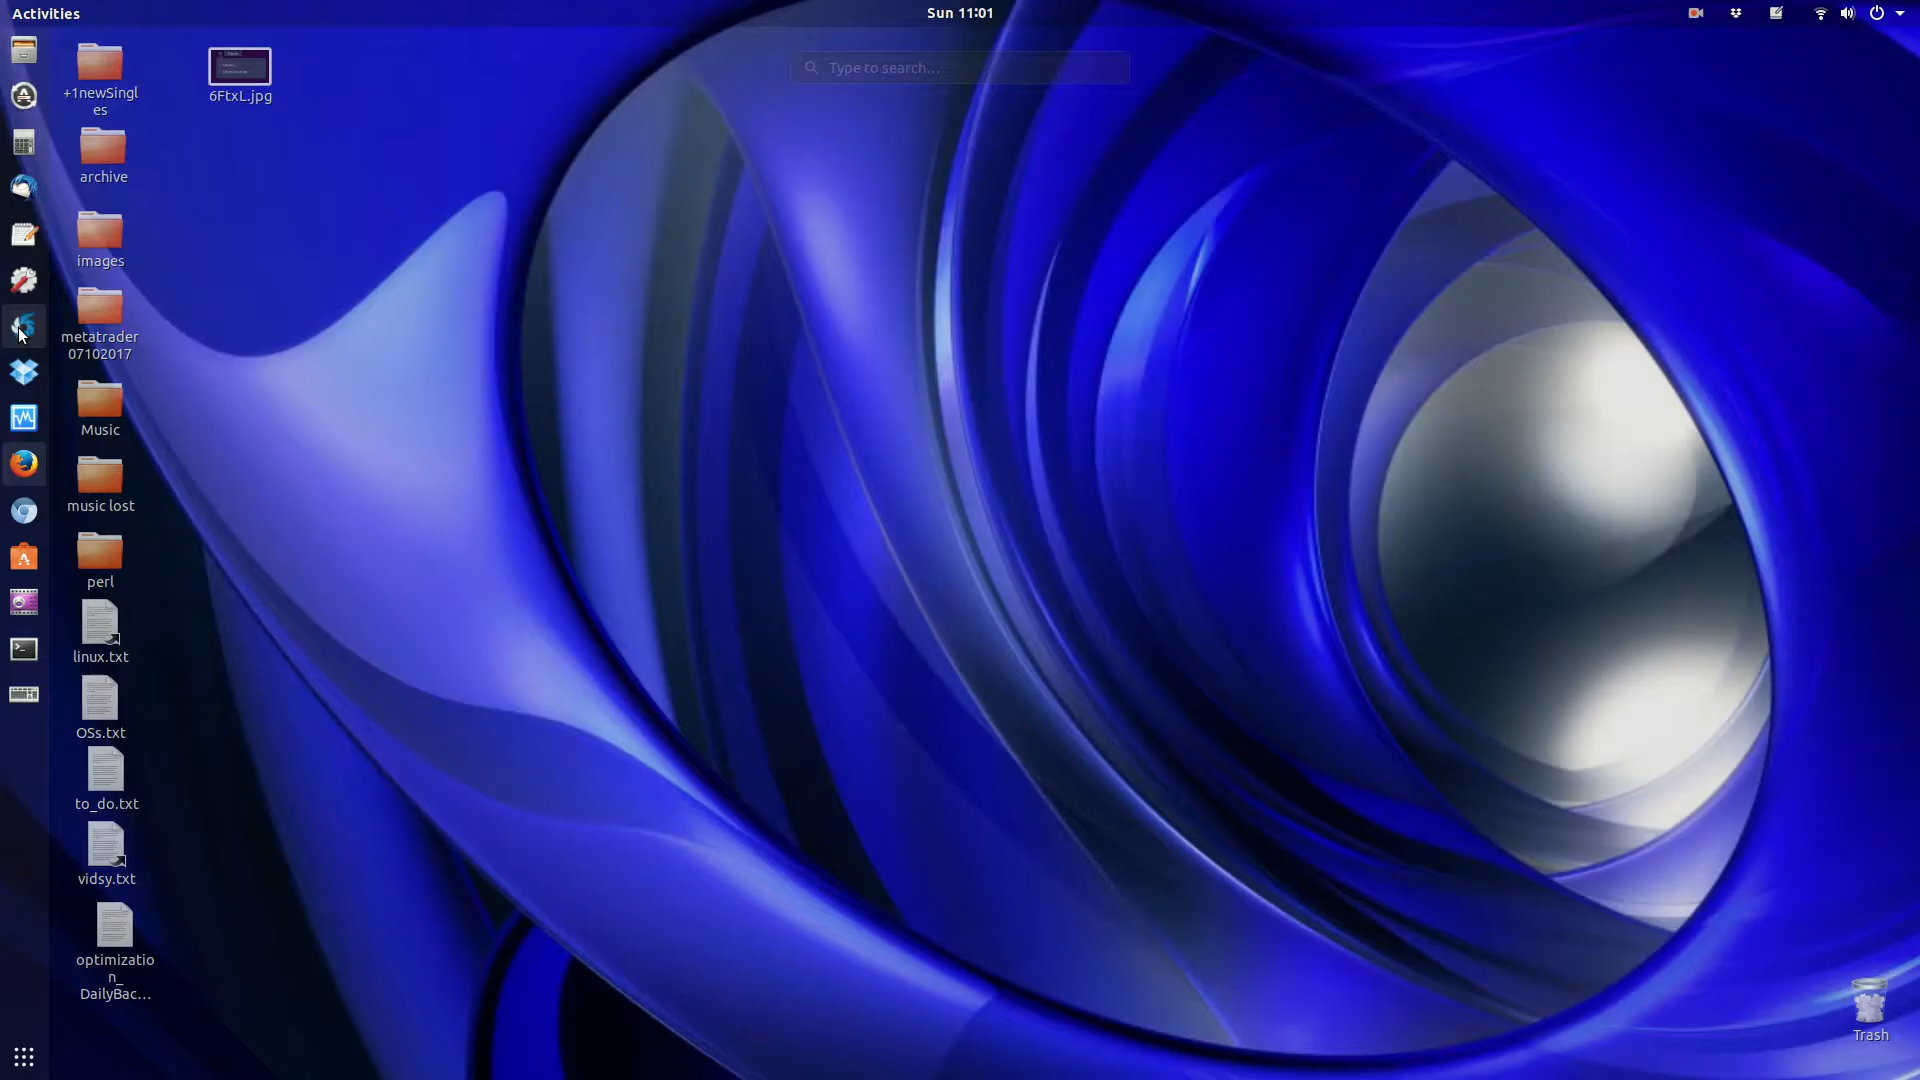 Activities
Sun 11:01
Type to search...
+1newSingl
es
6FtxL.jpg
archive
images
metatrader
07102017
Music
music lost
perl
linux.txt
OSs.txt
to_do.txt
vidsy.txt
optimizatio
n_
DailyBac...
Trash